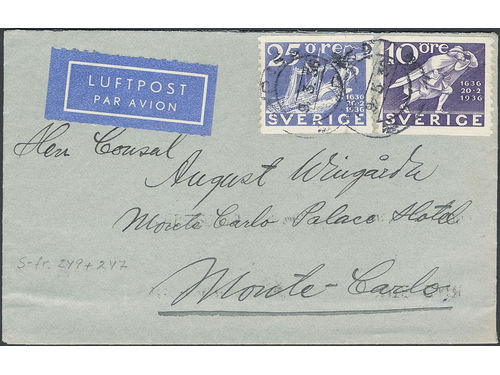 LUFTPOST
PAR AVION
25 öre
1636
20-2
1936
SVERIGE
10 öre
1636
20-2
1936
SVERIGE
Herr Consul
August Wingårdh
Monte Carlo Palace Hotel
S-fr. 249+247
Monte-Carlo